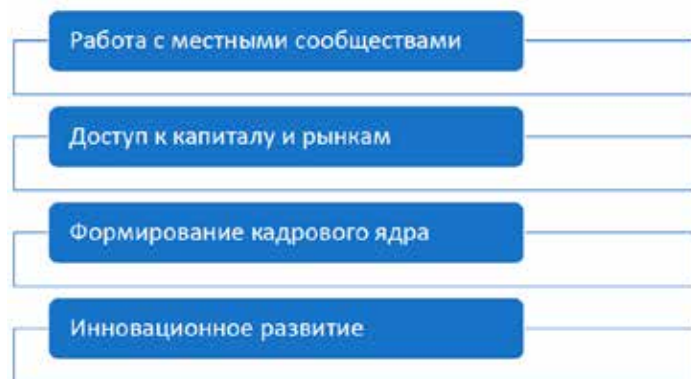 Работа с местными сообществами
Доступ к капиталу и рынкам
Формирование кадрового ядра
Инновационное развитие